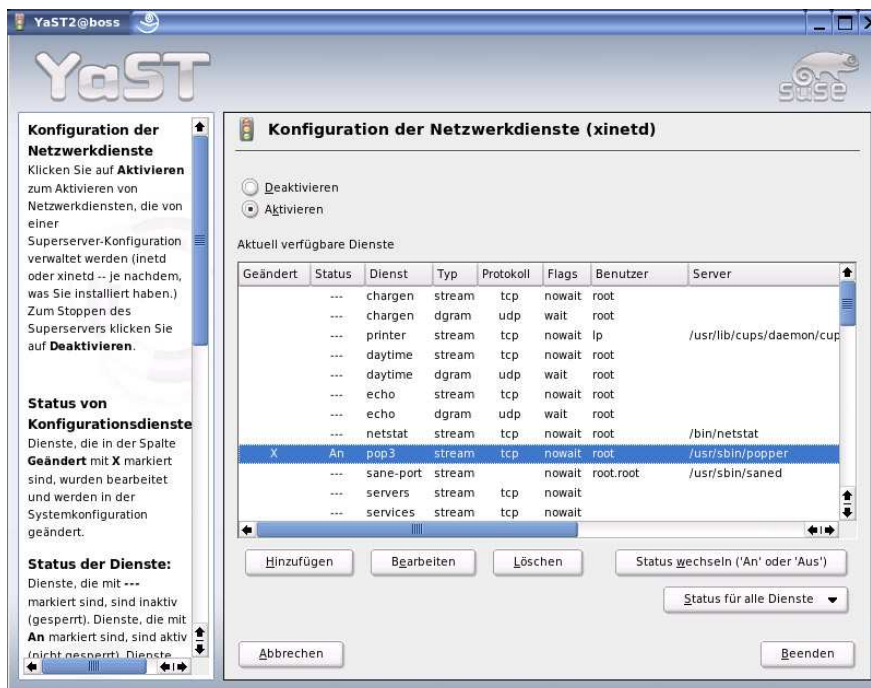 YaST2@boss
YaST
suse
Konfiguration der
Netzwerkdienste
Klicken Sie auf Aktivieren
zum Aktivieren von
Netzwerkdiensten, die von
einer
Superserver-Konfiguration
verwaltet werden (inetd
oder xinetd -- je nachdem,
was Sie installiert haben.)
Zum Stoppen des
Superservers klicken Sie
auf Deaktivieren.
Status von
Konfigurationsdienste
Dienste, die in der Spalte
Geändert mit X markiert
sind, wurden bearbeitet
und werden in der
Systemkonfiguration
geändert.
Status der Dienste:
Dienste, die mit ---
markiert sind, sind inaktiv
(gesperrt). Dienste, die mit
An markiert sind, sind aktiv
(nicht gesperrt). Dienste
Konfiguration der Netzwerkdienste (xinetd)
Deaktivieren
Aktivieren
Aktuell verfügbare Dienste
Geändert Status Dienst Typ Protokoll Flags Benutzer Server
--- chargen stream tcp nowait root
--- chargen dgram udp wait root
--- printer stream tcp nowait lp /usr/lib/cups/daemon/cup
--- daytime stream tcp nowait root
--- daytime dgram udp wait root
--- echo stream tcp nowait root
--- echo dgram udp wait root
--- netstat stream tcp nowait root /bin/netstat
X An pop3 stream tcp nowait root /usr/sbin/popper
--- sane-port stream nowait root.root /usr/sbin/saned
--- servers stream tcp nowait
--- services stream tcp nowait
Hinzufügen Bearbeiten Löschen Status wechseln ('An' oder 'Aus')
Status für alle Dienste
Abbrechen Beenden